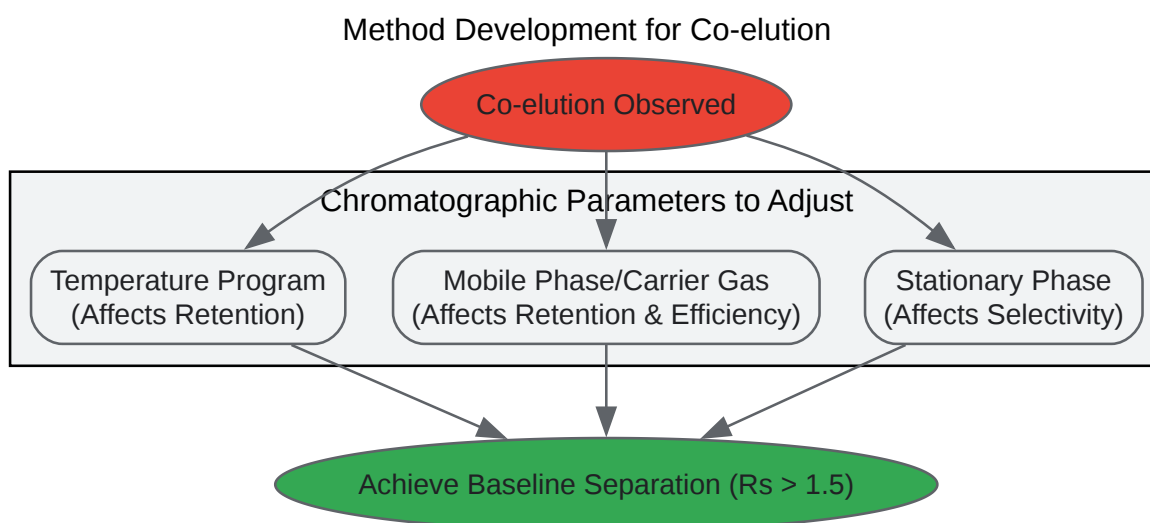 Method Development for Co-elution
Co-elution Observed
Chromatographic Parameters to Adjust
Temperature Program
(Affects Retention)
Mobile Phase/Carrier Gas
(Affects Retention & Efficiency)
Stationary Phase
(Affects Selectivity)
Achieve Baseline Separation (Rs > 1.5)